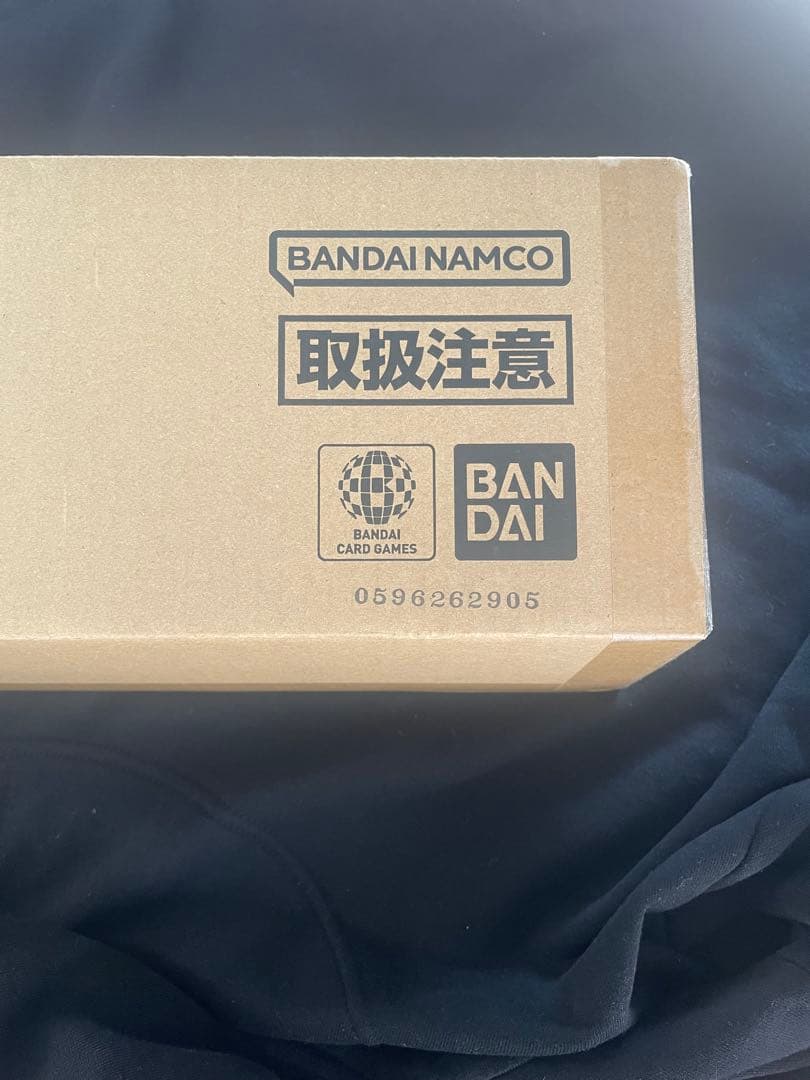 BANDAI NAMCO
取扱注意
BANDAI
CARD GAMES
BAN
DAI
0596262905